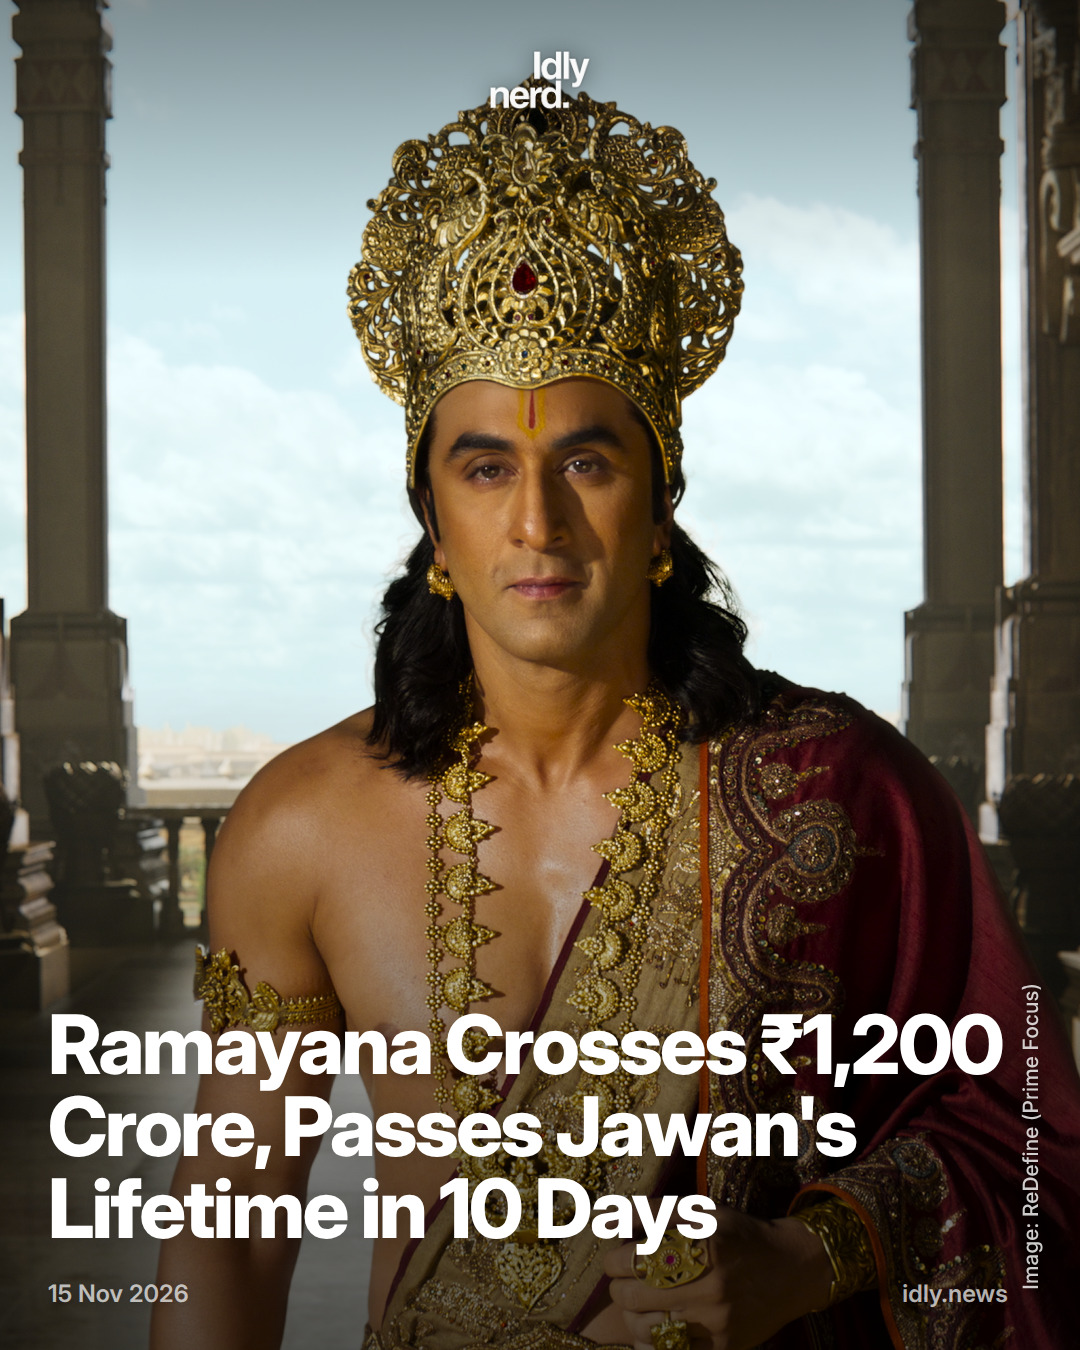 Idly
nerd.
Ramayana Crosses ₹1,200
Crore, Passes Jawan's
Lifetime in 10 Days
15 Nov 2026
idly.news
Image: ReDefine (Prime Focus)